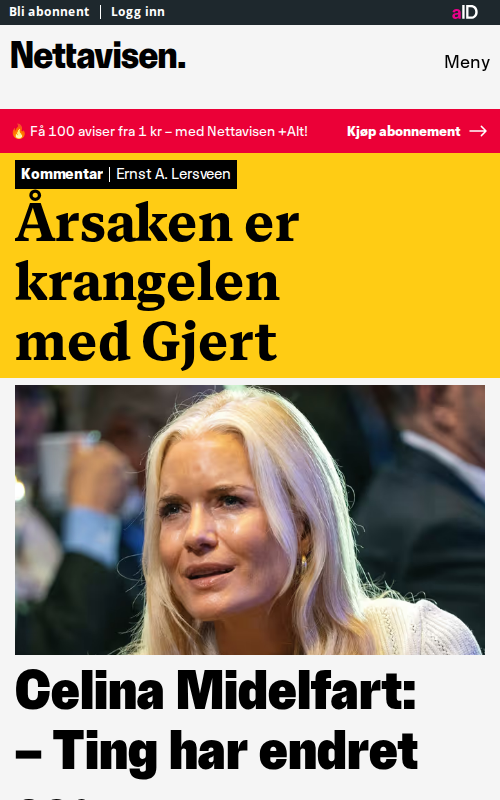 Bli abonnent | Logg inn
aID
Nettavisen.
Meny
🔥 Få 100 aviser fra 1 kr – med Nettavisen +Alt!
Kjøp abonnement →
Kommentar | Ernst A. Lersveen
Årsaken er
krangelen
med Gjert
Celina Midelfart:
– Ting har endret